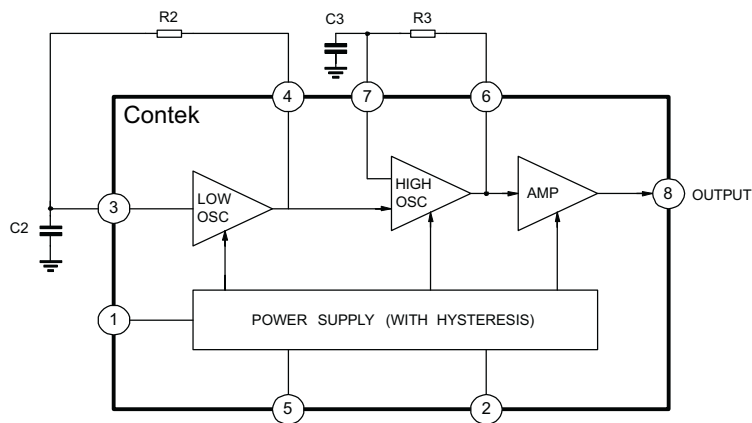 R2
C3
R3
4
7
6
Contek
LOW
OSC
HIGH
OSC
AMP
3
8
OUTPUT
C2
1
POWER SUPPLY (WITH HYSTERESIS)
5
2